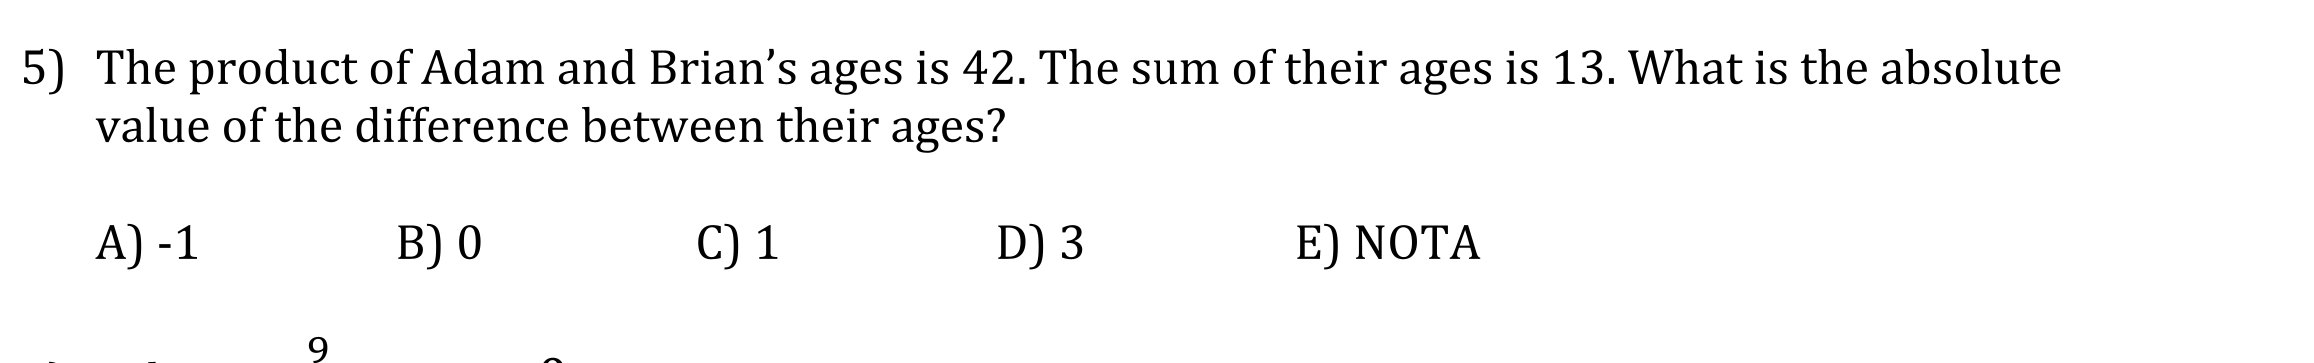 5) The product of Adam and Brian’s ages is 42. The sum of their ages is 13. What is the absolute
value of the difference between their ages?
A) -1 B) 0 C) 1 D) 3 E) NOTA
9